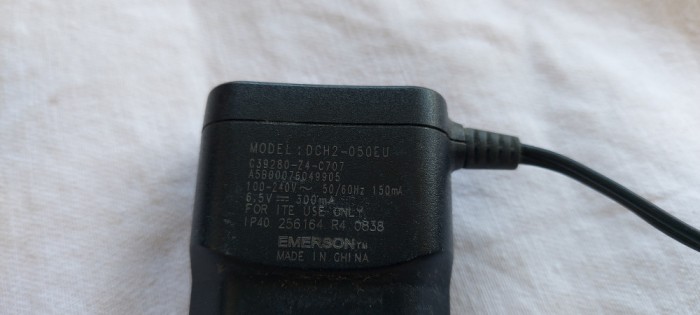 MODEL: DCH2-050EU
C39280-Z4-C707
A5B00076049905
100-240V~ 50/60Hz 150mA
6.5V⎓ 300mA
FOR ITE USE ONLY
IP40 256164 R4 0838
EMERSON™
MADE IN CHINA